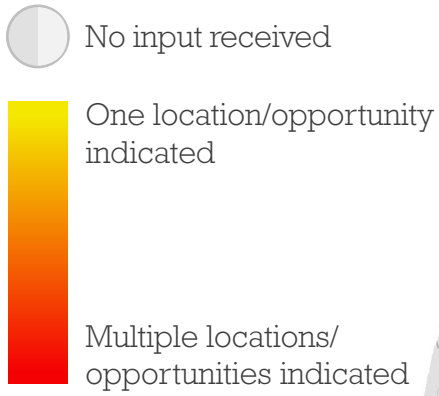 No input received
One location/opportunity
indicated
Multiple locations/
opportunities indicated